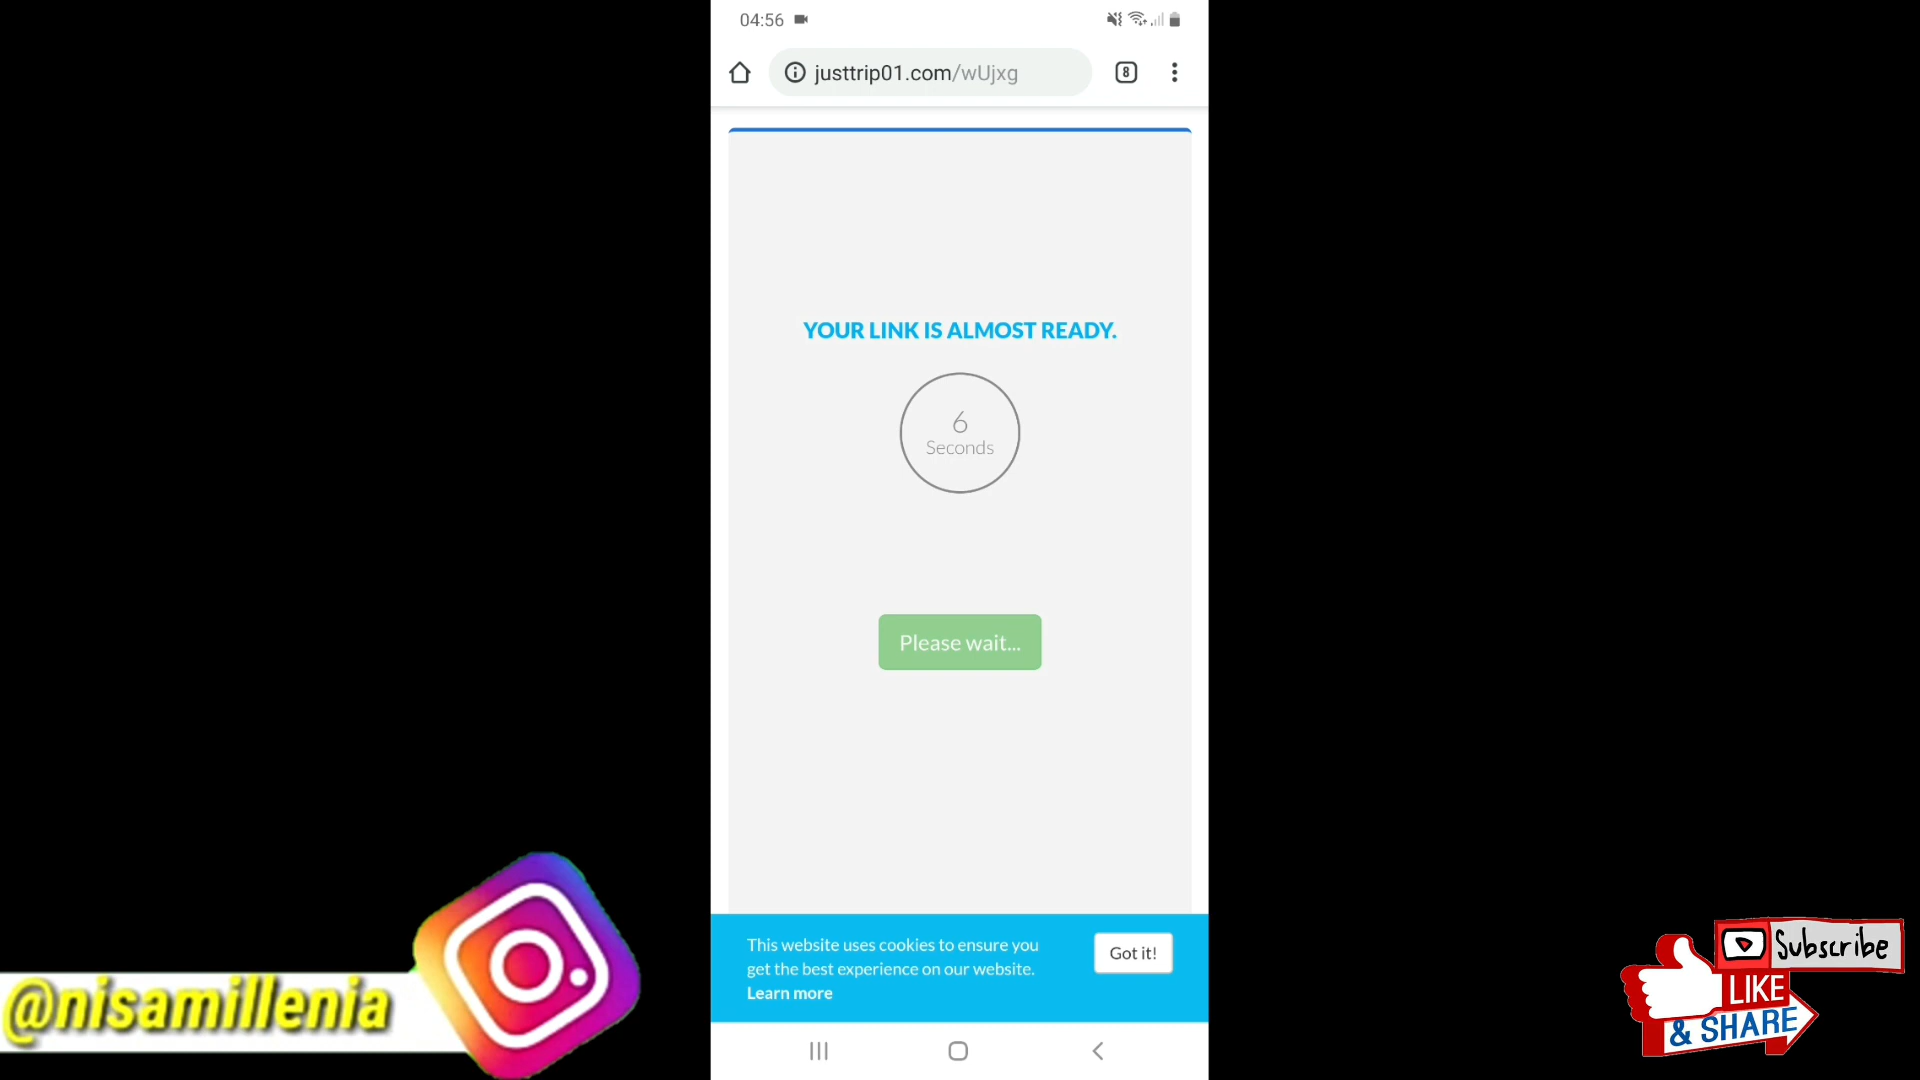 04:56
justtrip01.com/wUjxg
8
YOUR LINK IS ALMOST READY.
6
Seconds
Please wait...
This website uses cookies to ensure you
get the best experience on our website.
Learn more
Got it!
@nisamillenia
Subscribe
LIKE
& SHARE